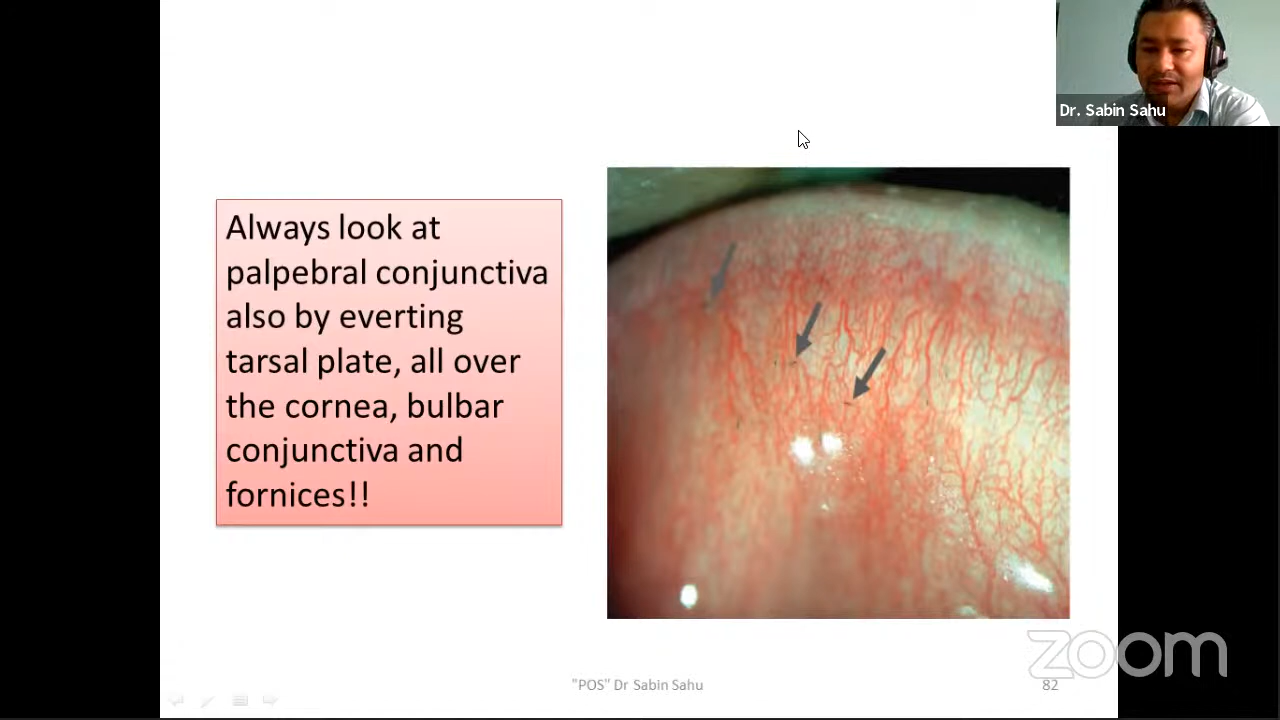 Dr. Sabin Sahu
Always look at
palpebral conjunctiva
also by everting
tarsal plate, all over
the cornea, bulbar
conjunctiva and
fornices!!
zoom
"POS" Dr Sabin Sahu
82